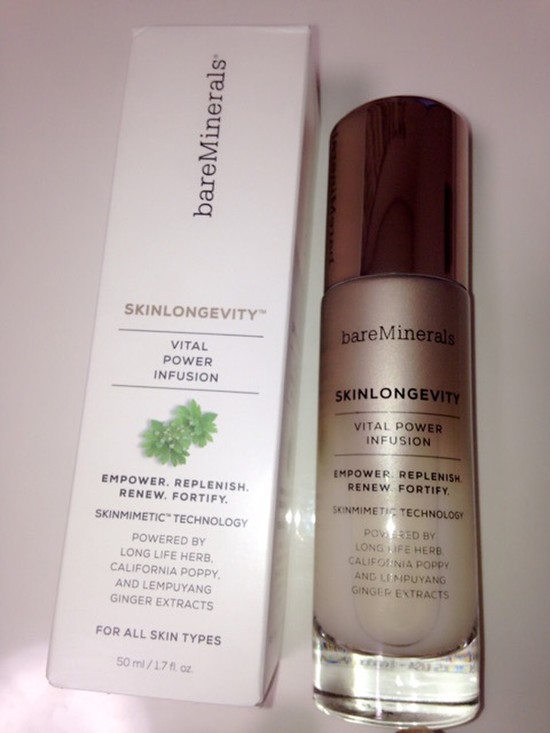 bareMinerals®
SKINLONGEVITY™
VITAL
POWER
INFUSION
EMPOWER. REPLENISH.
RENEW. FORTIFY.
SKINMIMETIC™ TECHNOLOGY
POWERED BY
LONG LIFE HERB,
CALIFORNIA POPPY,
AND LEMPUYANG
GINGER EXTRACTS
FOR ALL SKIN TYPES
50 ml / 1.7 fl. oz.
bareMinerals
bareMinerals
SKINLONGEVITY
VITAL POWER
INFUSION
EMPOWER. REPLENISH.
RENEW. FORTIFY.
SKINMIMETIC TECHNOLOGY
POWERED BY
LONG LIFE HERB,
CALIFORNIA POPPY,
AND LEMPUYANG
GINGER EXTRACTS